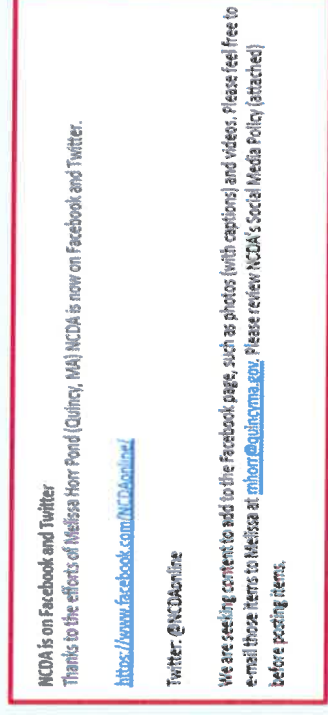 NCDA is on Facebook and Twitter
Thanks to the efforts of Melissa Horr Pond (Quincy, MA) NCDA is now on Facebook and Twitter.
https://www.facebook.com/NCDAonline/
Twitter: @NCDAonline
We are seeking content to add to the Facebook page, such as photos (with captions) and videos. Please feel free to
e-mail those items to Melissa at mhorr@quincyma.gov. Please review NCDA's Social Media Policy (attached)
before posting items.